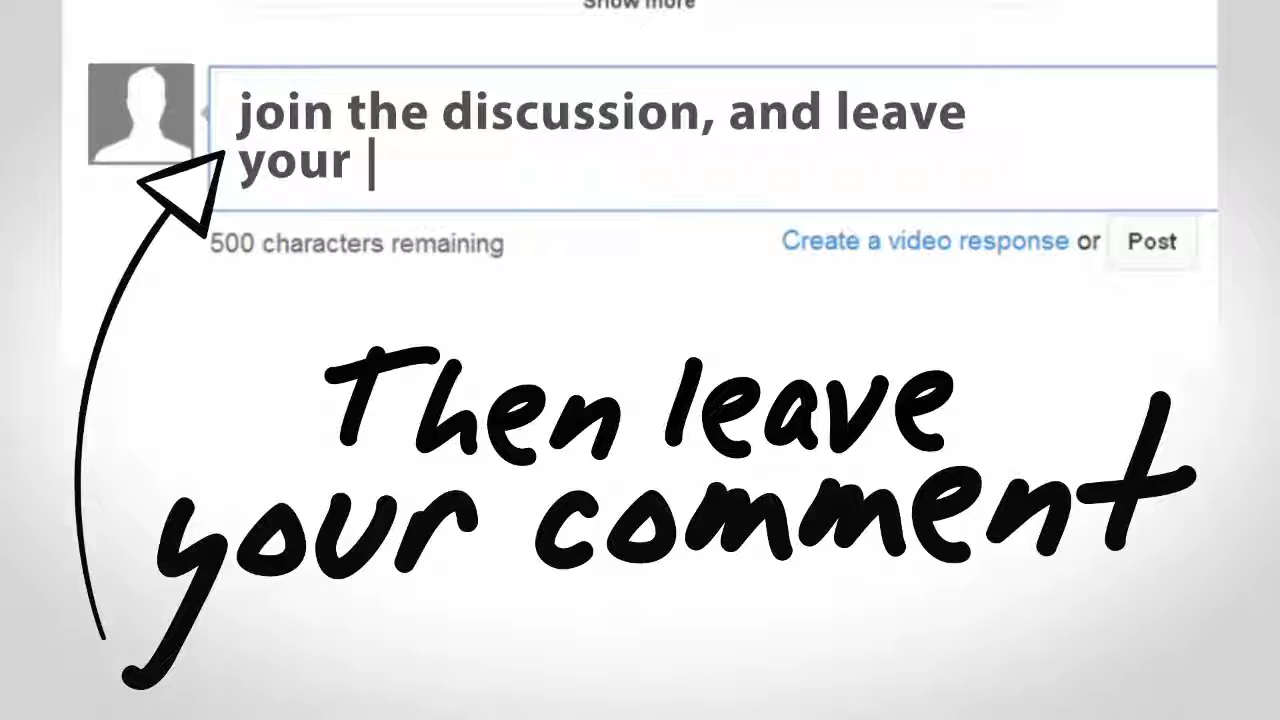 Show more
join the discussion, and leave
your
500 characters remaining
Create a video response or Post
Then leave
your comment